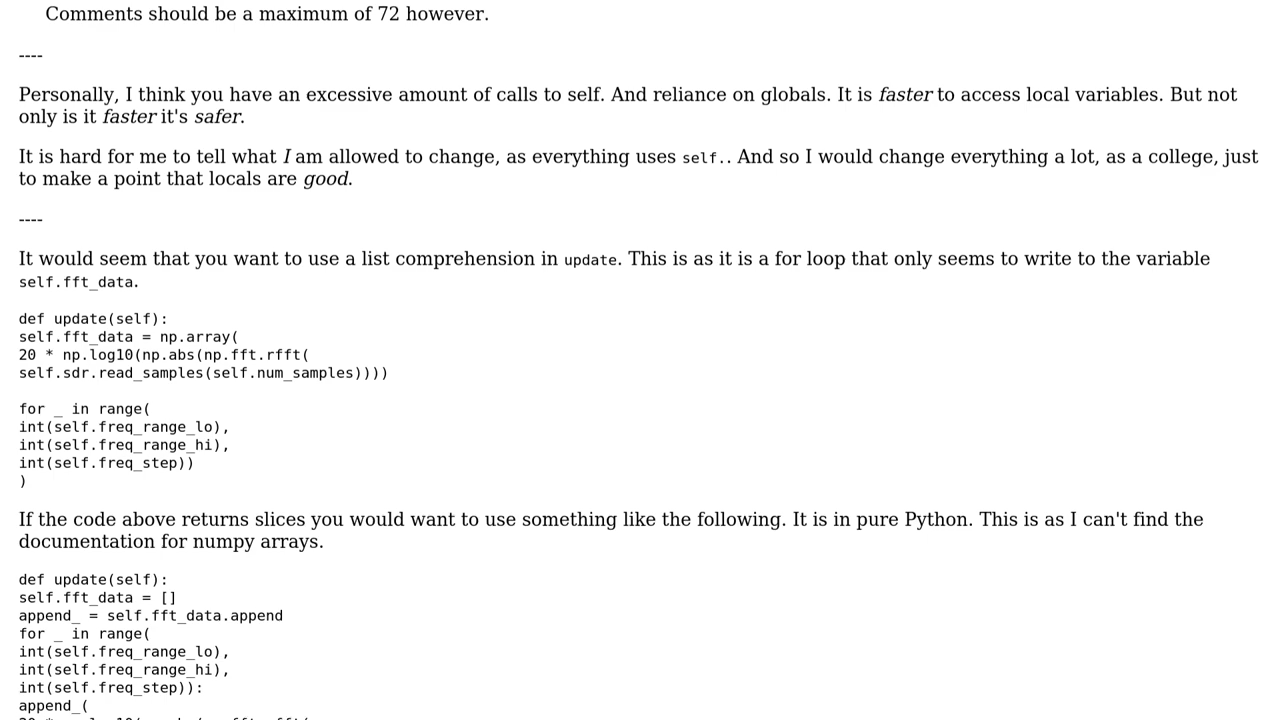 Comments should be a maximum of 72 however.
----
Personally, I think you have an excessive amount of calls to self. And reliance on globals. It is faster to access local variables. But not
only is it faster it's safer.
It is hard for me to tell what I am allowed to change, as everything uses self.. And so I would change everything a lot, as a college, just
to make a point that locals are good.
----
It would seem that you want to use a list comprehension in update. This is as it is a for loop that only seems to write to the variable
self.fft_data.
def update(self):
self.fft_data = np.array(
20 * np.log10(np.abs(np.fft.rfft(
self.sdr.read_samples(self.num_samples))))
for _ in range(
int(self.freq_range_lo),
int(self.freq_range_hi),
int(self.freq_step))
)
If the code above returns slices you would want to use something like the following. It is in pure Python. This is as I can't find the
documentation for numpy arrays.
def update(self):
self.fft_data = []
append_ = self.fft_data.append
for _ in range(
int(self.freq_range_lo),
int(self.freq_range_hi),
int(self.freq_step)):
append_(